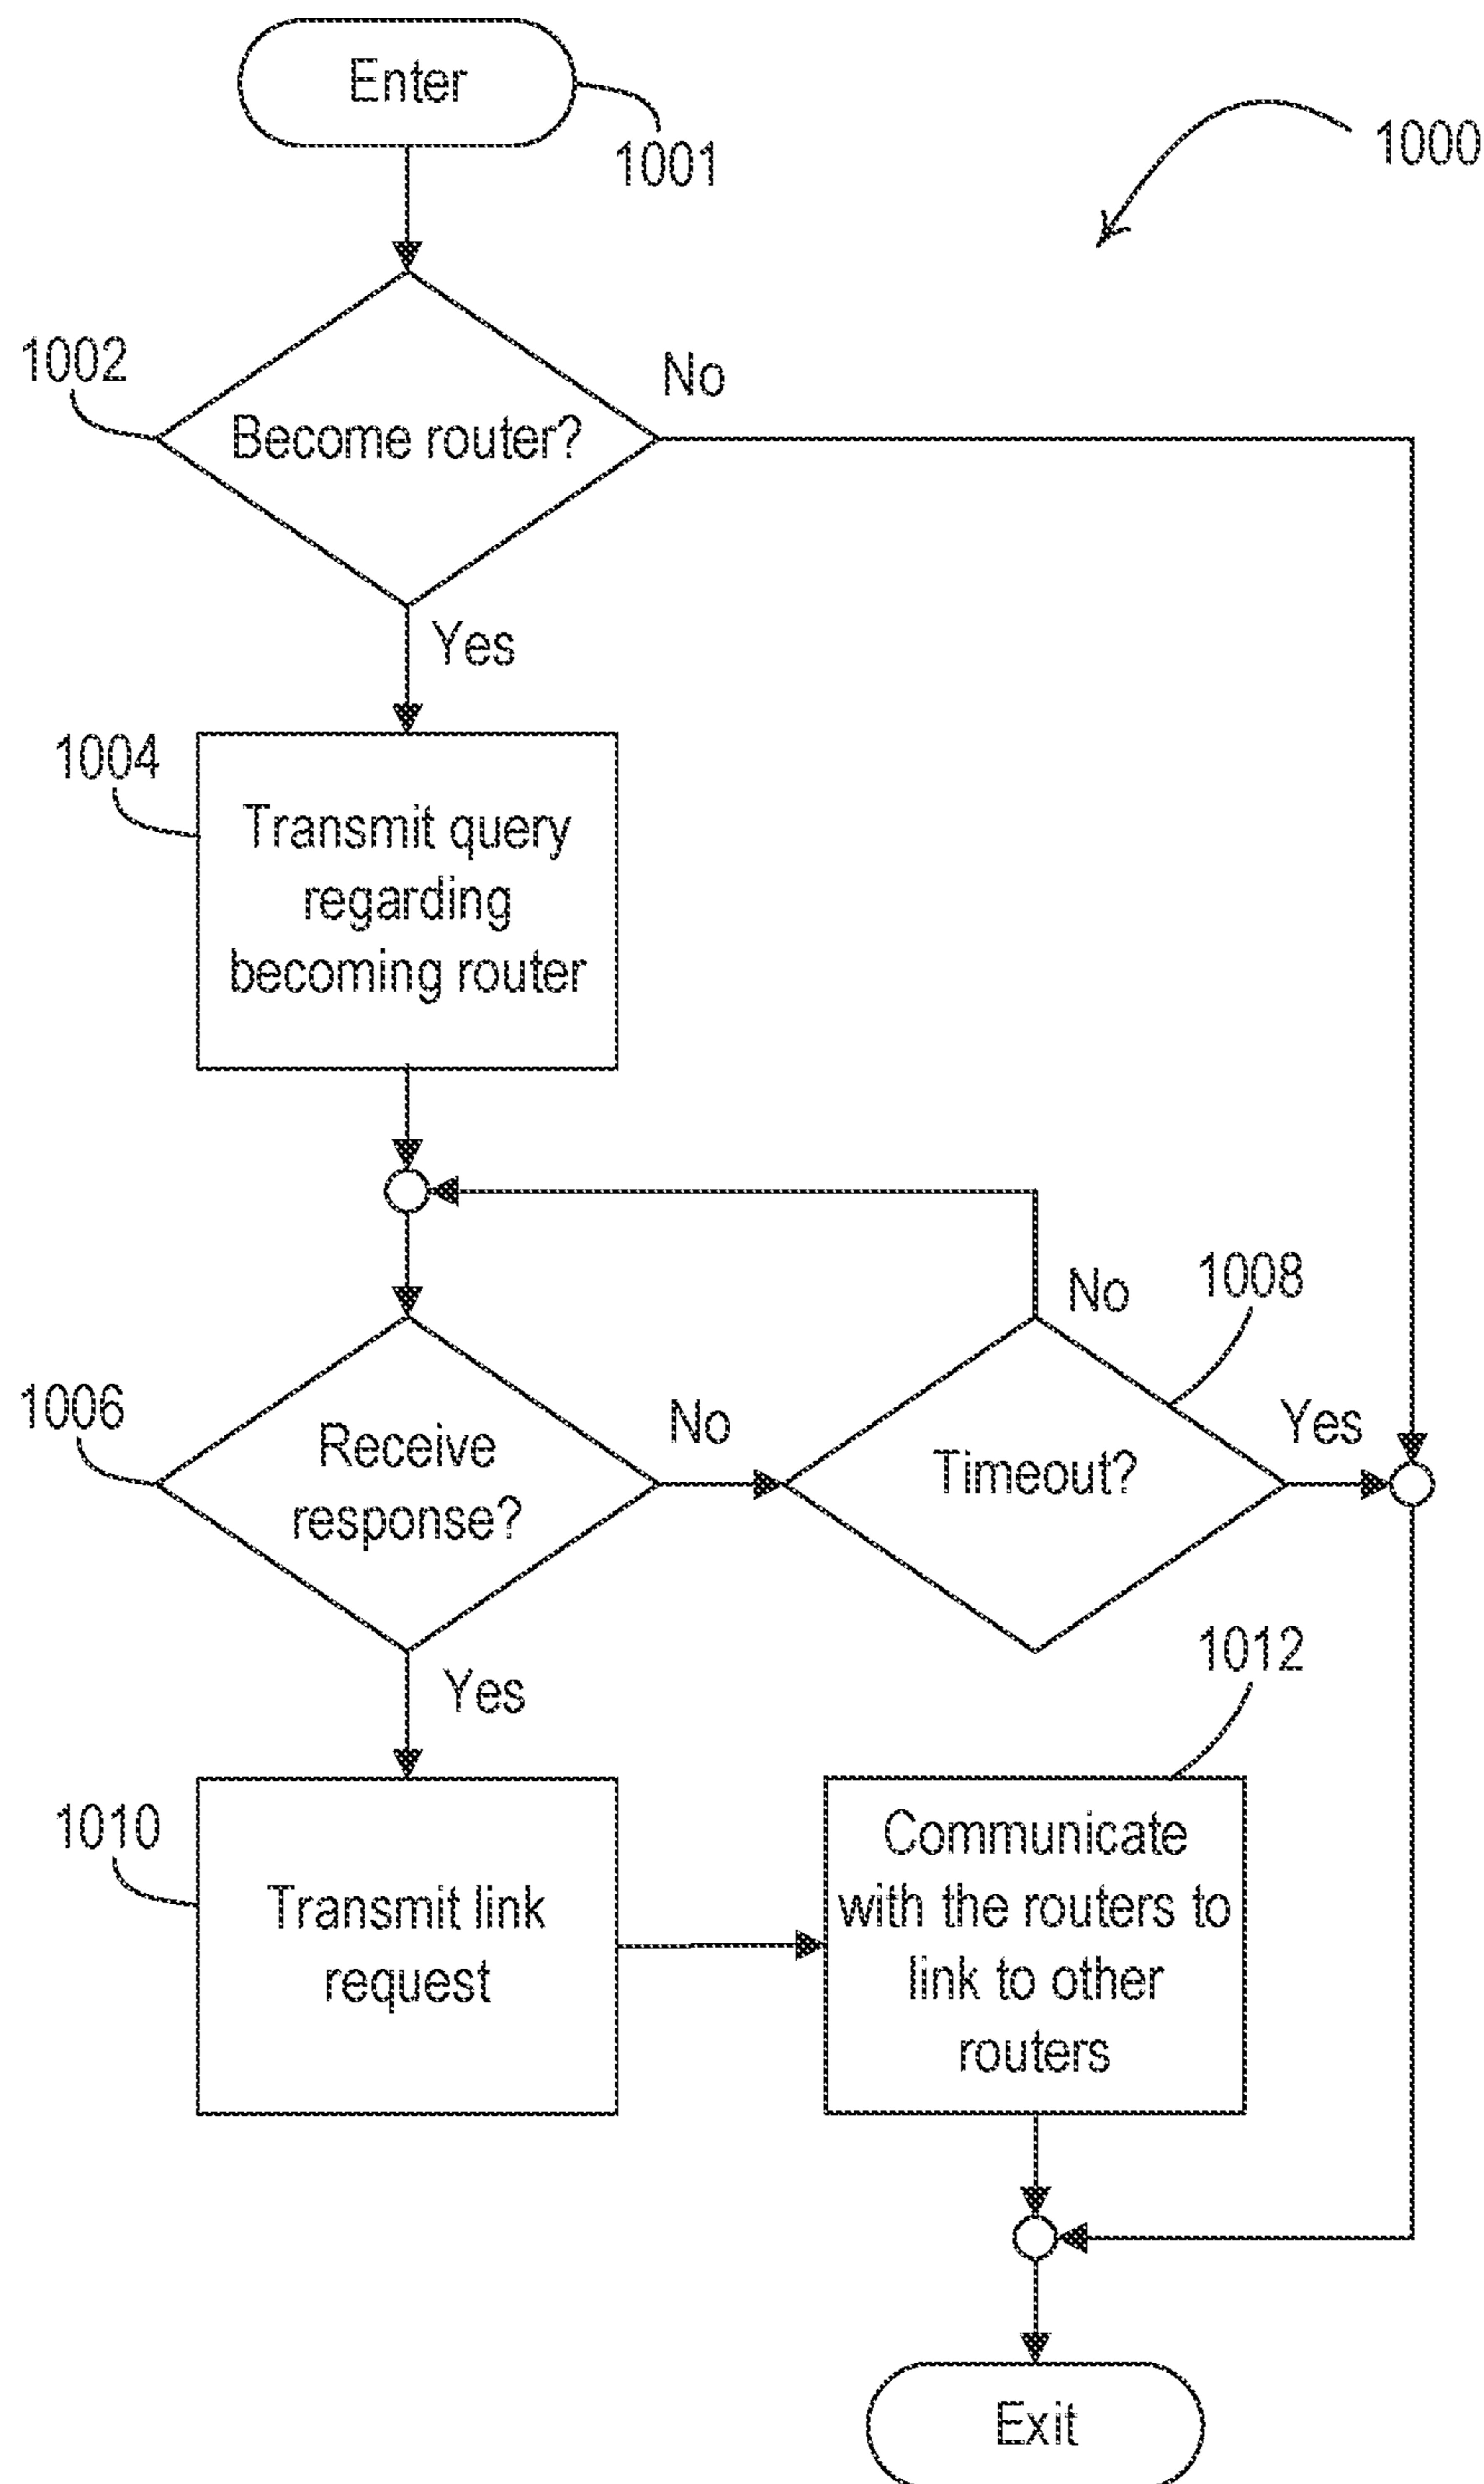 Enter
1001
1000
1002
No
Become router?
Yes
1004
Transmit query
regarding
becoming router
No
1008
1006
Receive
response?
No
Timeout?
Yes
Yes
1012
1010
Transmit link
request
Communicate
with the routers to
link to other
routers
Exit